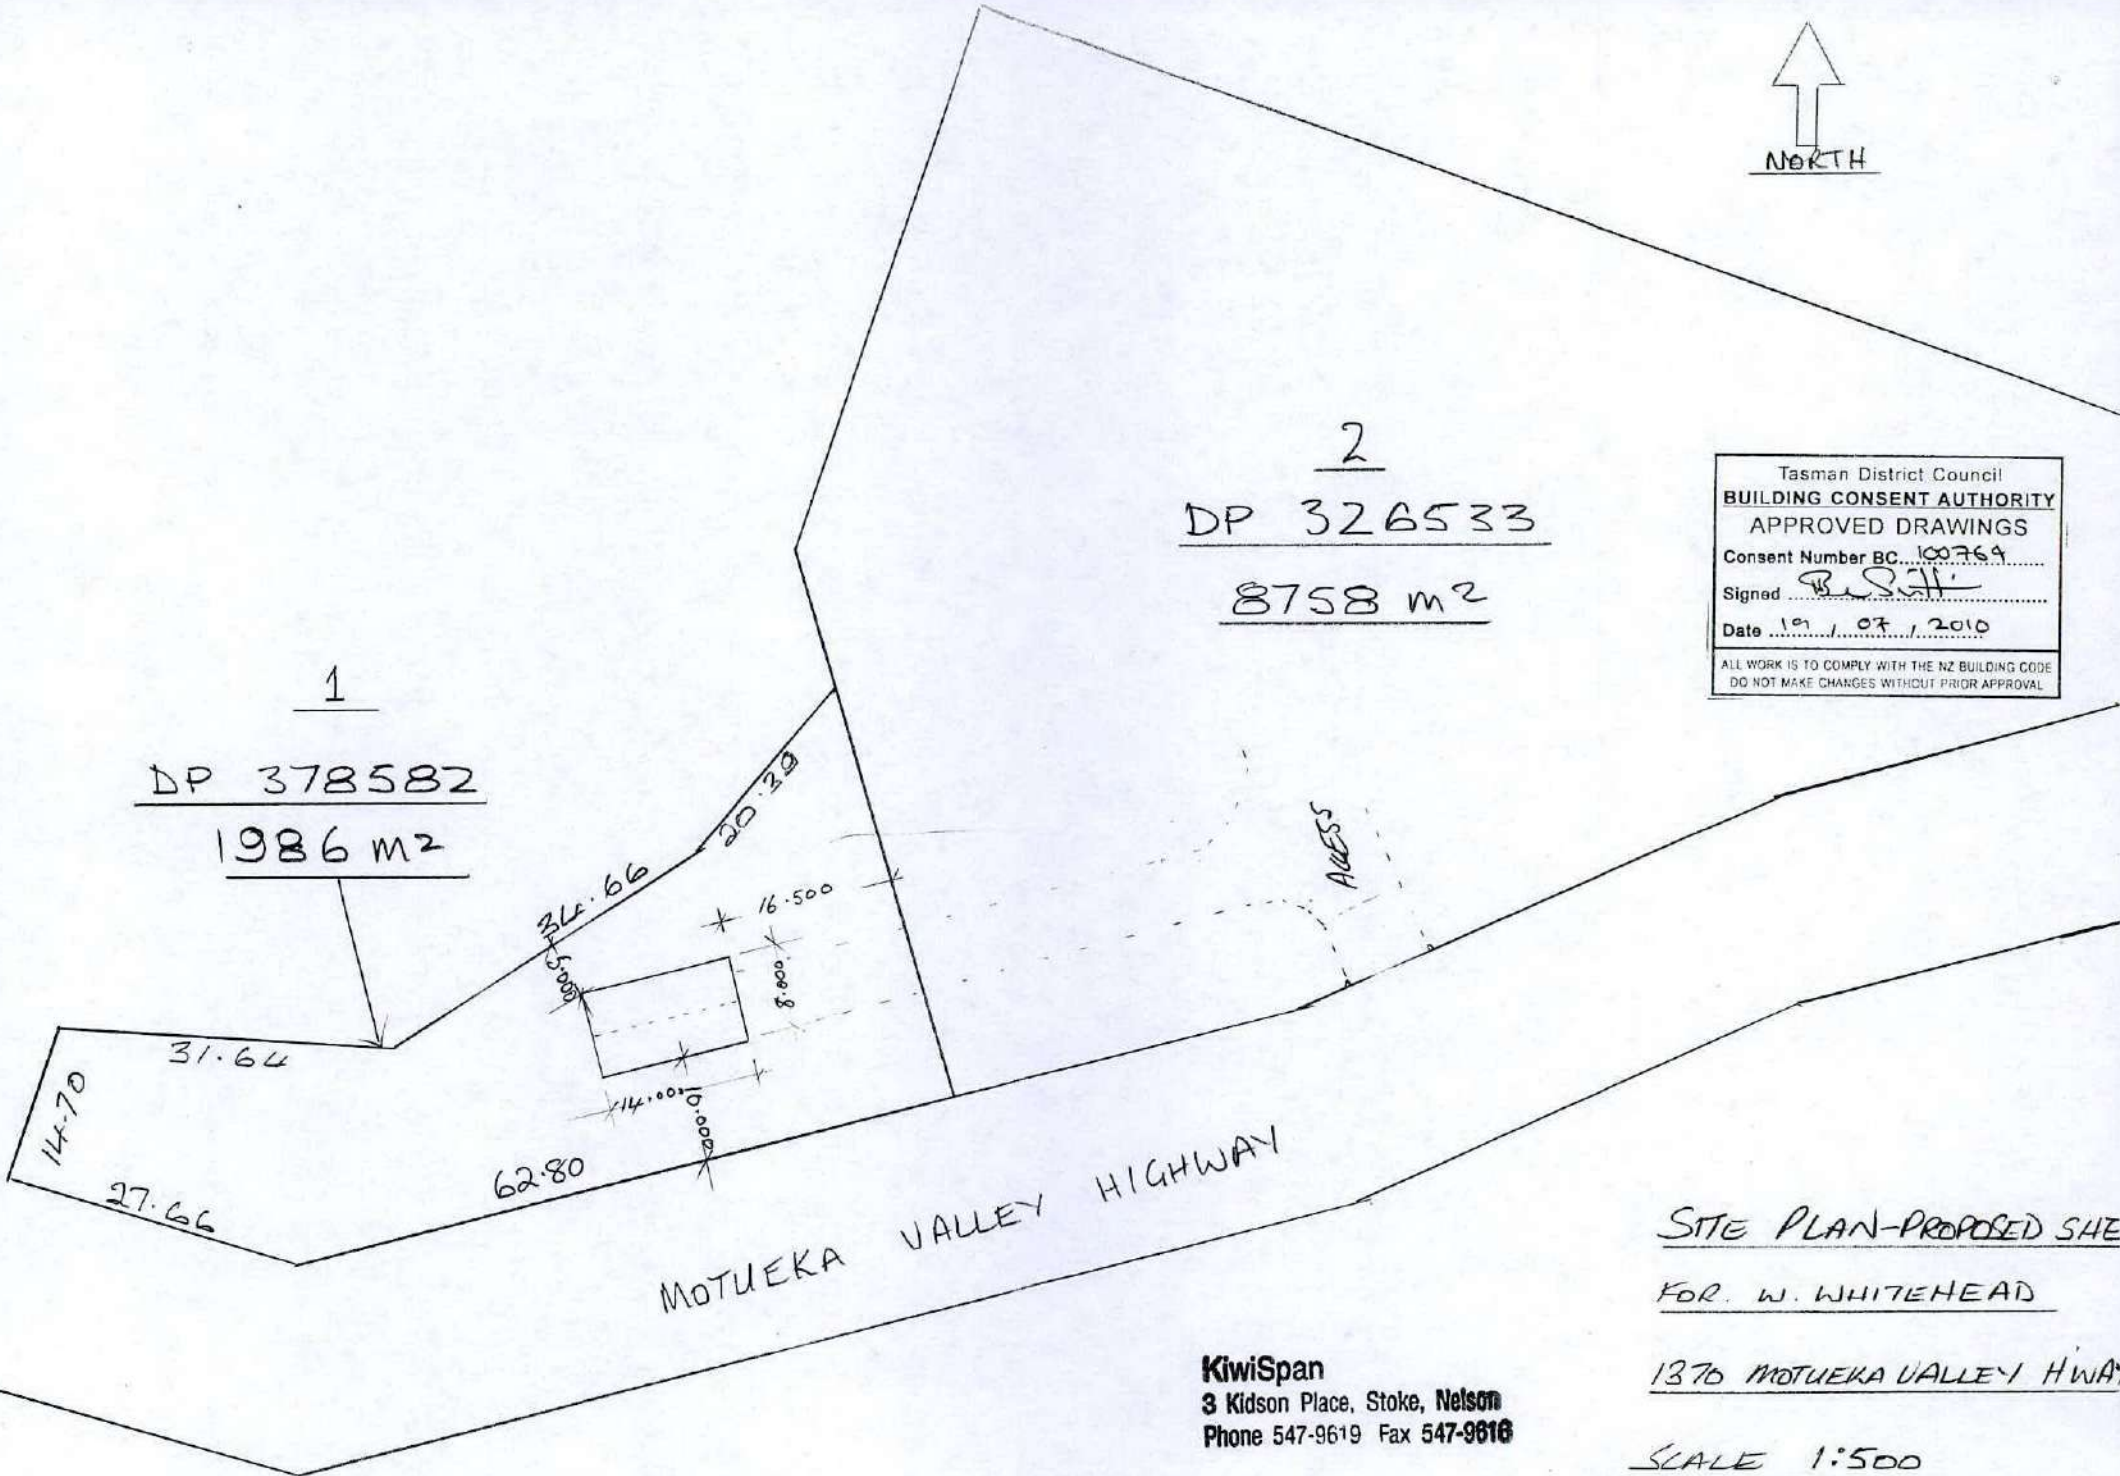 NORTH
2
DP 326533
8758 m²
Tasman District Council
BUILDING CONSENT AUTHORITY
APPROVED DRAWINGS
Consent Number BC 100769
Signed
Date 19 / 07 / 2010
ALL WORK IS TO COMPLY WITH THE NZ BUILDING CODE
DO NOT MAKE CHANGES WITHOUT PRIOR APPROVAL
1
DP 378582
1986 m²
20.39
34.66
16.500
5.000
8.000
ACCESS
31.64
14.70
14.000
10.000
27.66
62.80
MOTUEKA VALLEY HIGHWAY
SITE PLAN-PROPOSED SHE
FOR. W. WHITEHEAD
1370 MOTUEKA VALLEY H'WAY
SCALE 1:500
KiwiSpan
3 Kidson Place, Stoke, Nelson
Phone 547-9619 Fax 547-9616